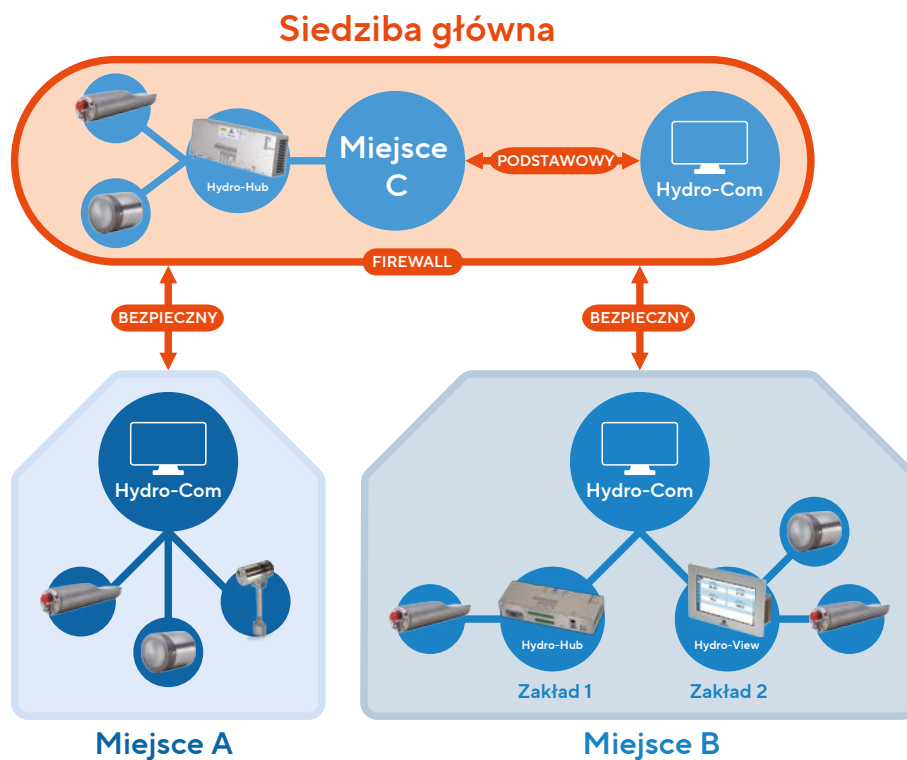 Siedziba główna
Hydro-Hub
Miejsce
C
PODSTAWOWY
Hydro-Com
FIREWALL
BEZPIECZNY
BEZPIECZNY
Hydro-Com
Hydro-Com
Hydro-Hub
Hydro-View
Zakład 1
Zakład 2
Miejsce A
Miejsce B